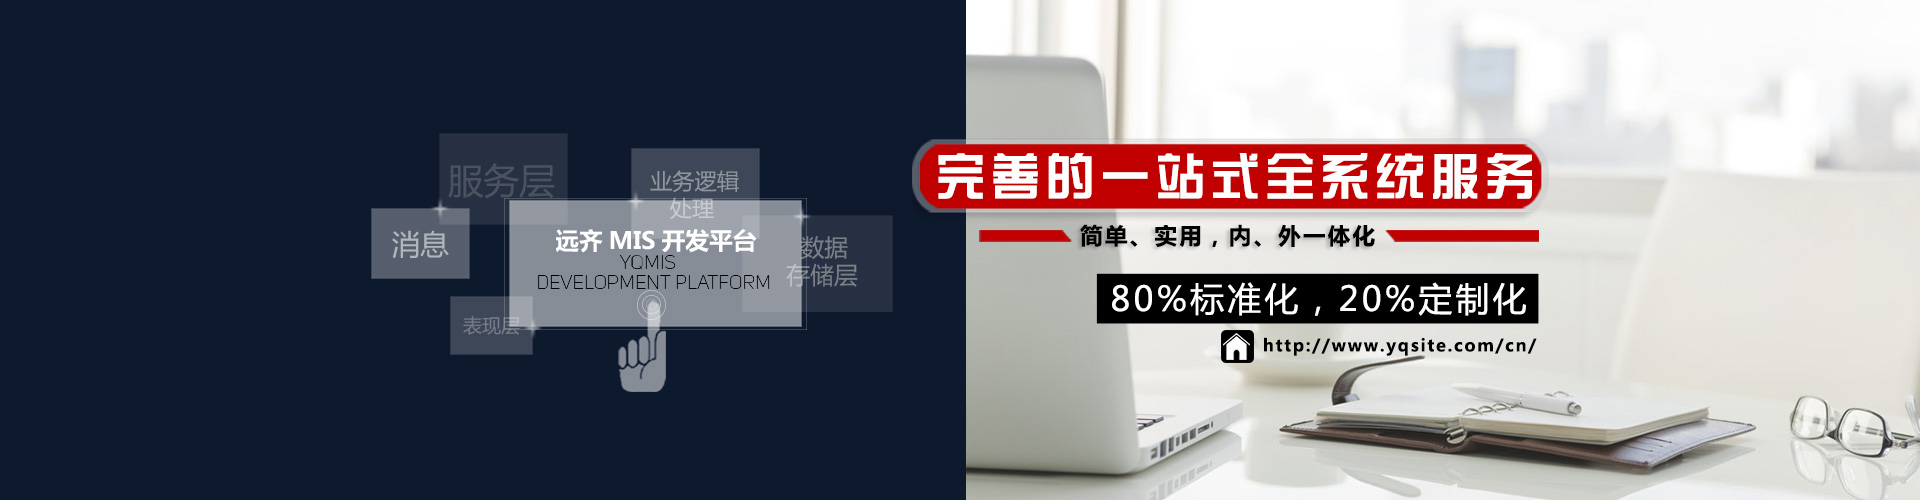 服务层
业务逻辑
处理
消息
远齐 MIS 开发平台
YQMIS
DEVELOPMENT PLATFORM
数据
存储层
表现层
完善的一站式全系统服务
简单、实用，内、外一体化
80%标准化，20%定制化
http://www.yqsite.com/cn/